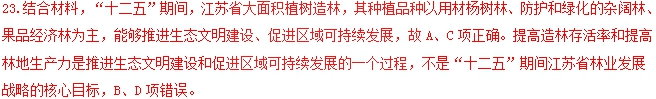 23.结合材料，“十二五”期间，江苏省大面积植树造林，其种植品种以用材杨树林、防护和绿化的杂阔林、
果品经济林为主，能够推进生态文明建设、促进区域可持续发展，故 A、C 项正确。提高造林存活率和提高
林地生产力是推进生态文明建设和促进区域可持续发展的一个过程，不是“十二五”期间江苏省林业发展
战略的核心目标，B、D 项错误。